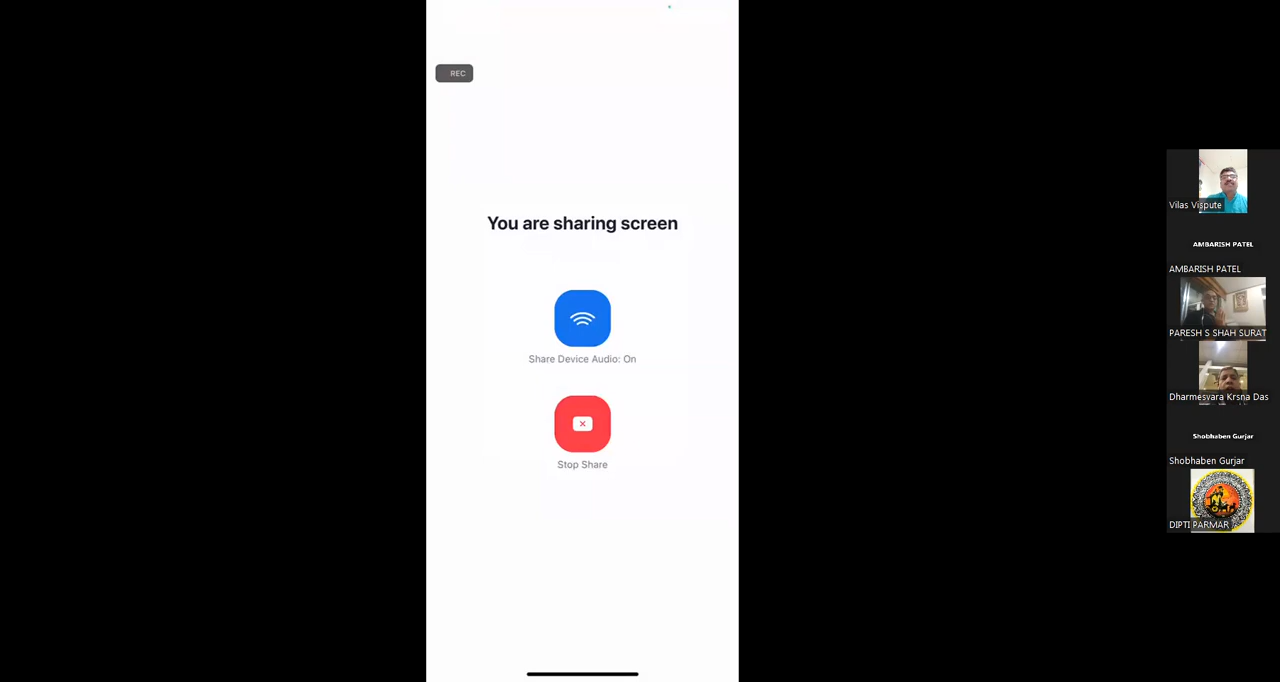 REC
You are sharing screen
Share Device Audio: On
Stop Share
Vilas Vispute
AMBARISH PATEL
AMBARISH PATEL
PARESH S SHAH SURAT
Dharmesvara Krsna Das
Shobhaben Gurjar
Shobhaben Gurjar
DIPTI PARMAR